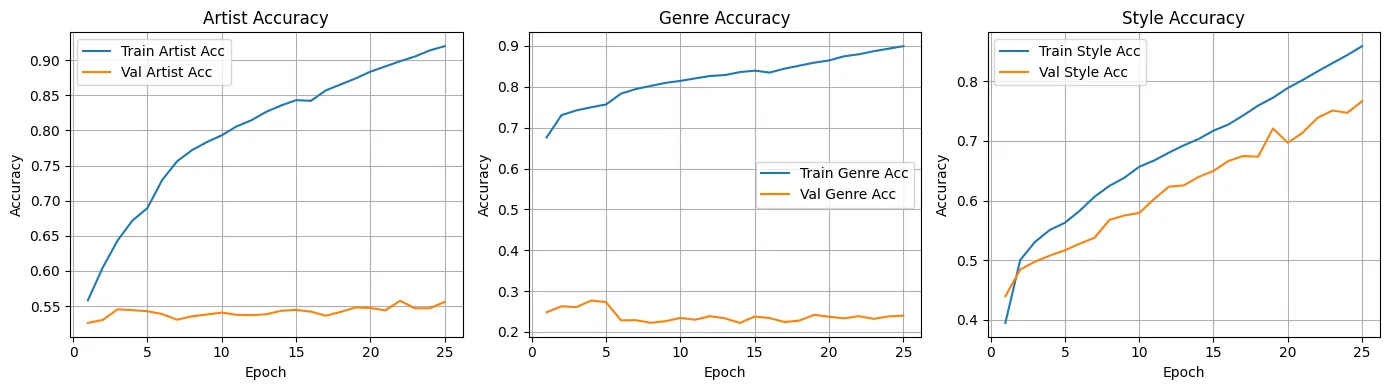 Artist Accuracy
Train Artist Acc
Val Artist Acc
0.90
0.85
0.80
0.75
0.70
0.65
0.60
0.55
Accuracy
0 5 10 15 20 25
Epoch
Genre Accuracy
Train Genre Acc
Val Genre Acc
0.9
0.8
0.7
0.6
0.5
0.4
0.3
0.2
Accuracy
0 5 10 15 20 25
Epoch
Style Accuracy
Train Style Acc
Val Style Acc
0.8
0.7
0.6
0.5
0.4
Accuracy
0 5 10 15 20 25
Epoch